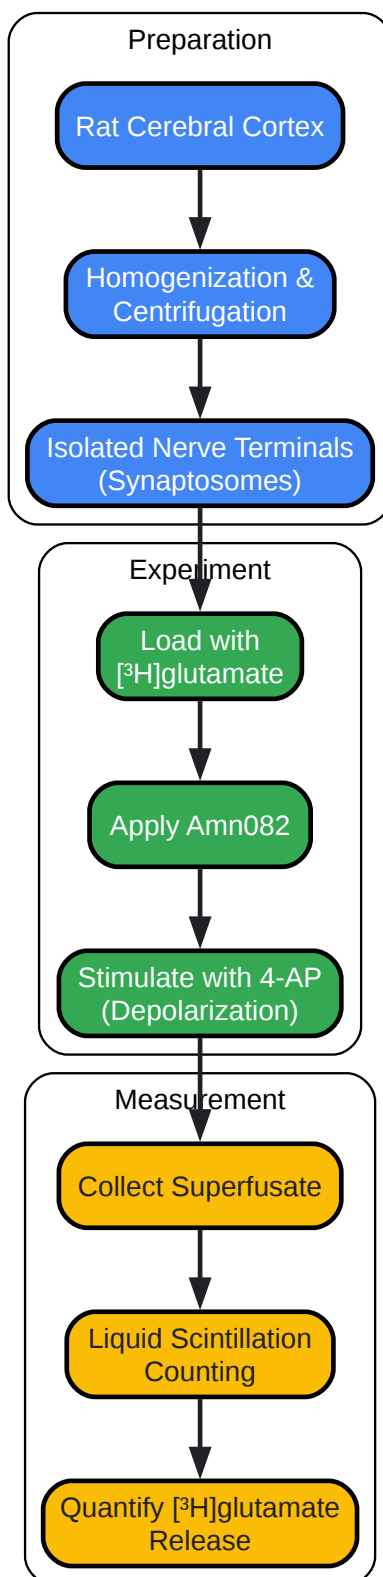 Preparation
Rat Cerebral Cortex
Homogenization &
Centrifugation
Isolated Nerve Terminals
(Synaptosomes)
Experiment
Load with
[³H]glutamate
Apply Amn082
Stimulate with 4-AP
(Depolarization)
Measurement
Collect Superfusate
Liquid Scintillation
Counting
Quantify [³H]glutamate
Release